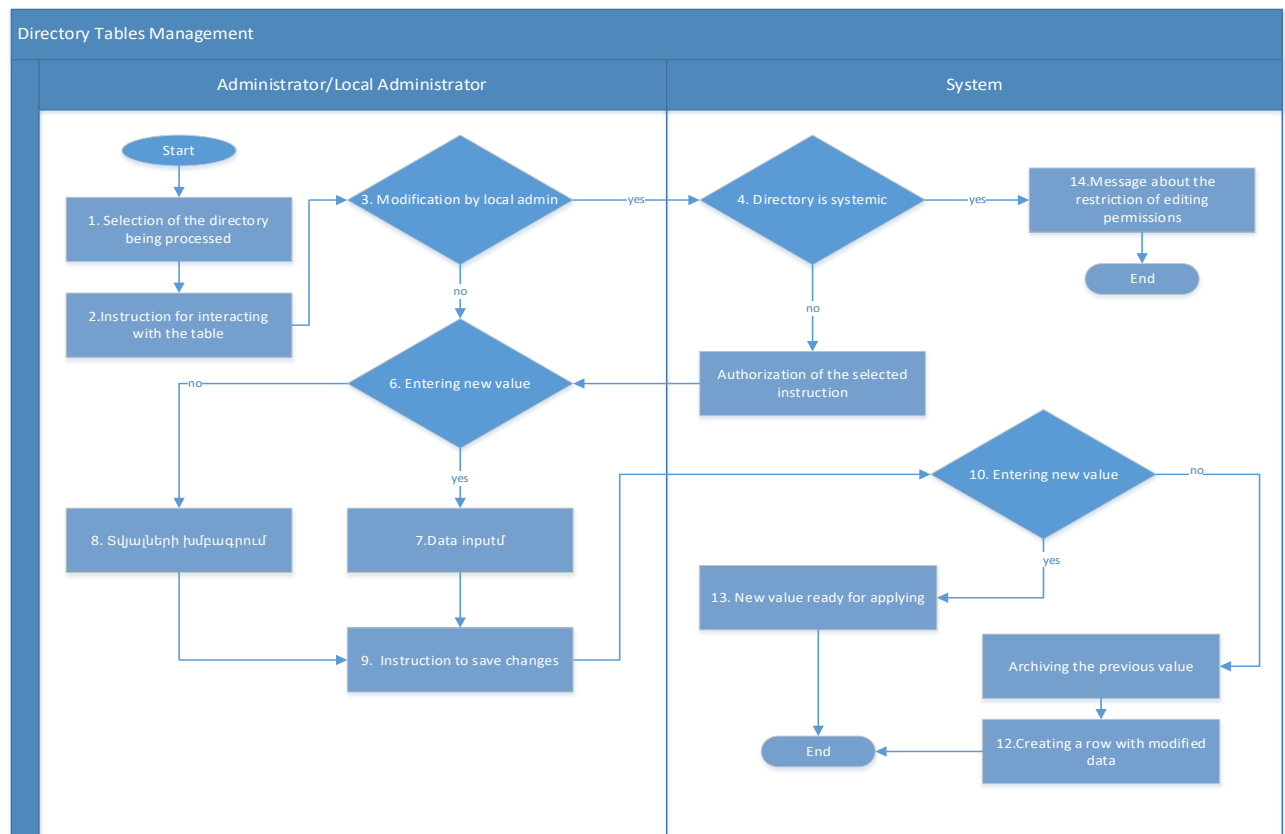 Directory Tables Management
Administrator/Local Administrator
System
Start
1. Selection of the directory
being processed
2.Instruction for interacting
with the table
3. Modification by local admin
yes
no
4. Directory is systemic
yes
no
14.Message about the
restriction of editing
permissions
End
Authorization of the selected
instruction
6. Entering new value
no
yes
8. Տվյալների խմբագրում
7.Data inputմ
9.  Instruction to save changes
10. Entering new value
no
yes
13. New value ready for applying
Archiving the previous value
12.Creating a row with modified
data
End